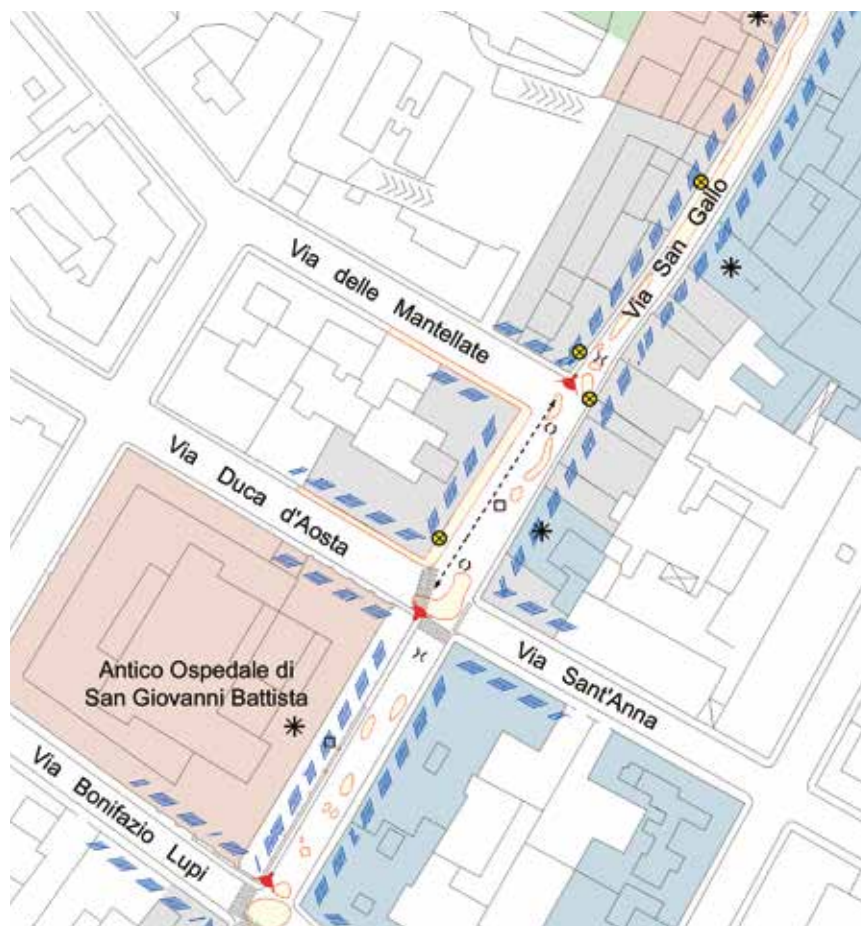 Via San Gallo
Via delle Mantellate
Via Duca d'Aosta
Antico Ospedale di
San Giovanni Battista
Via Sant'Anna
Via Bonifazio Lupi